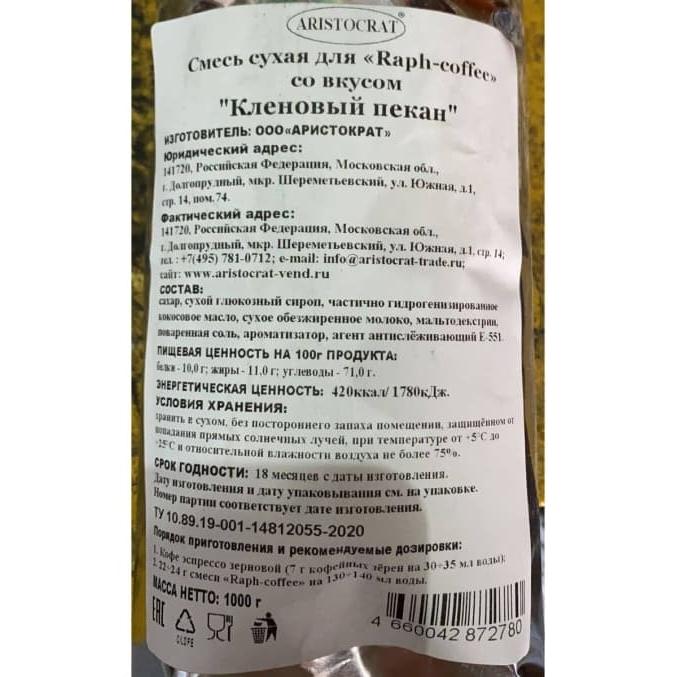 ARISTOCRAT®
Смесь сухая для «Raph-coffee»
со вкусом
"Кленовый пекан"
ИЗГОТОВИТЕЛЬ: ООО«АРИСТОКРАТ»
Юридический адрес:
141720, Российская Федерация, Московская обл.,
г. Долгопрудный, мкр. Шереметьевский, ул. Южная, д.1,
стр. 14, пом.74.
Фактический адрес:
141720, Российская Федерация, Московская обл.,
г.Долгопрудный, мкр. Шереметьевский, ул. Южная, д.1, стр. 14;
тел. : +7(495) 781-0712; e-mail: info@aristocrat-trade.ru;
сайт: www.aristocrat-vend.ru
СОСТАВ:
сахар, сухой глюкозный сироп, частично гидрогенизированное
кокосовое масло, сухое обезжиренное молоко, мальтодекстрин,
поваренная соль, ароматизатор, агент антислёживающий Е-551.
ПИЩЕВАЯ ЦЕННОСТЬ НА 100г ПРОДУКТА:
белки - 10,0 г; жиры - 11,0 г; углеводы - 71,0 г.
ЭНЕРГЕТИЧЕСКАЯ ЦЕННОСТЬ: 420ккал/ 1780кДж.
УСЛОВИЯ ХРАНЕНИЯ:
хранить в сухом, без постороннего запаха помещении, защищённом от
попадания прямых солнечных лучей, при температуре от +5°С до
+25°С и относительной влажности воздуха не более 75%.
СРОК ГОДНОСТИ: 18 месяцев с даты изготовления.
Дату изготовления и дату упаковывания см. на упаковке.
Номер партии соответствует дате изготовления.
ТУ 10.89.19-001-14812055-2020
Порядок приготовления и рекомендуемые дозировки:
1. Кофе эспрессо зерновой (7 г кофейных зёрен на 30-35 мл воды);
2. 22-24 г смеси «Raph-coffee» на 130-140 мл воды.
МАССА НЕТТО: 1000 г
EAC
C/LDPE
4 660042 872780